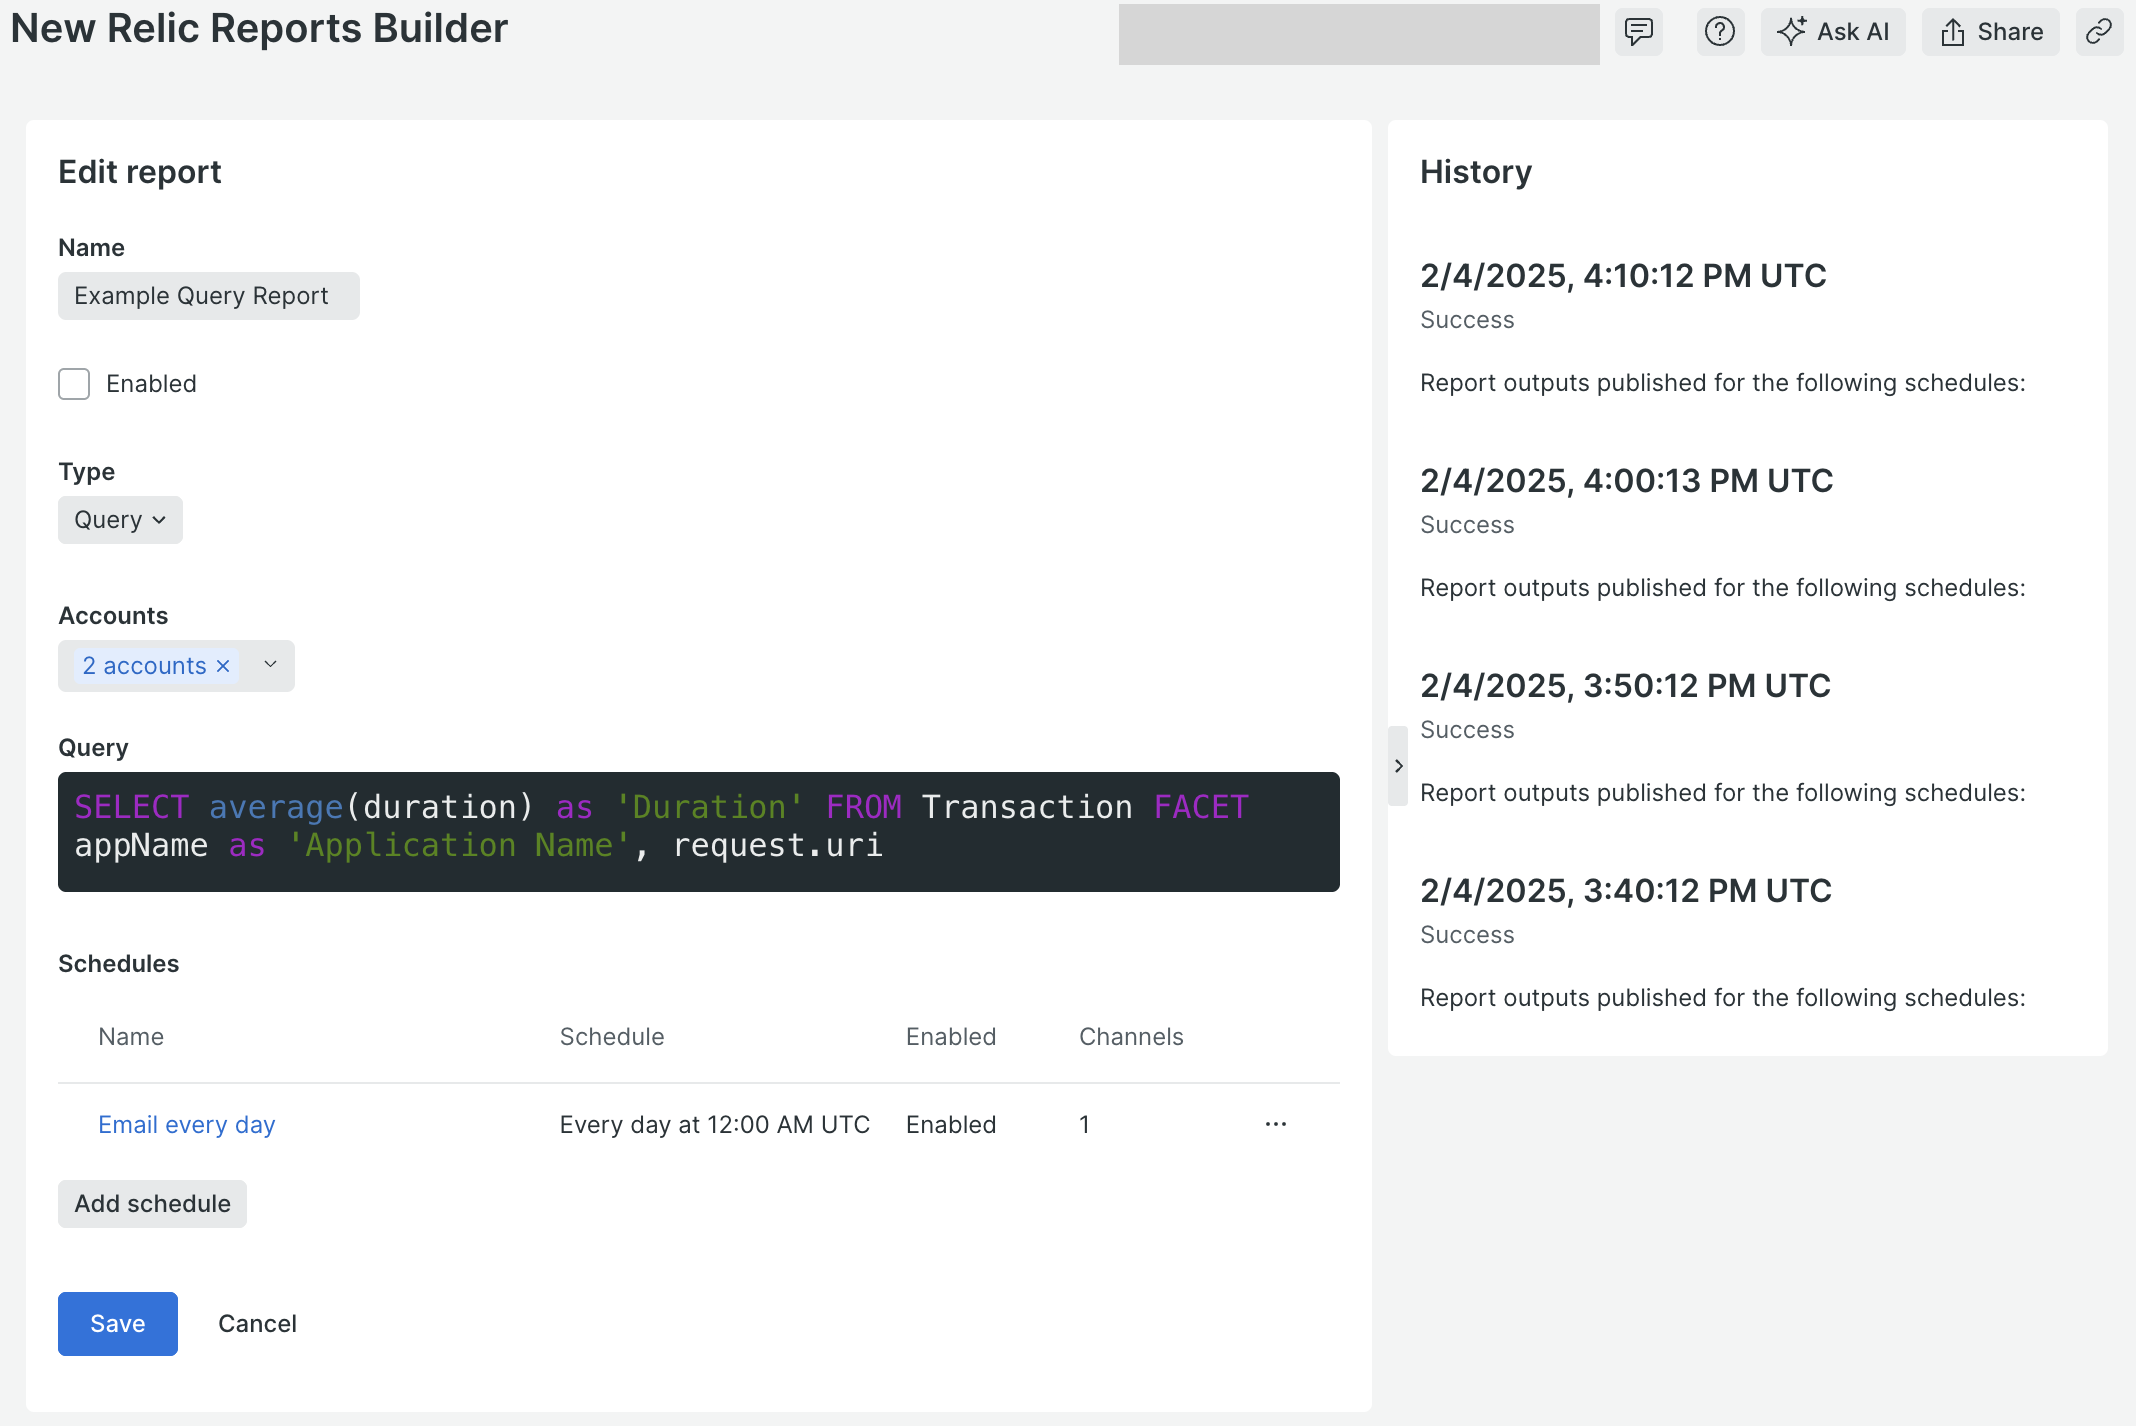 New Relic Reports Builder
Ask AI
Share
Edit report
Name
Example Query Report
Enabled
Type
Query
Accounts
2 accounts ×
Query
SELECT average(duration) as 'Duration' FROM Transaction FACET
appName as 'Application Name', request.uri
Schedules
Name Schedule Enabled Channels
Email every day Every day at 12:00 AM UTC Enabled 1 ...
Add schedule
Save Cancel
History
2/4/2025, 4:10:12 PM UTC
Success
Report outputs published for the following schedules:
2/4/2025, 4:00:13 PM UTC
Success
Report outputs published for the following schedules:
2/4/2025, 3:50:12 PM UTC
Success
Report outputs published for the following schedules:
2/4/2025, 3:40:12 PM UTC
Success
Report outputs published for the following schedules: